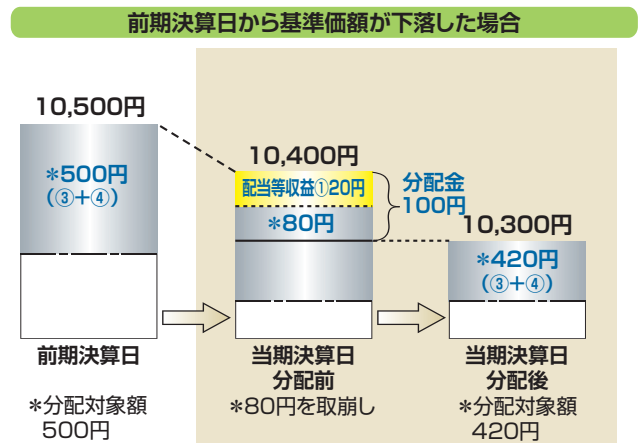 前期決算日から基準価額が下落した場合
10,500円
*500円
(③+④)
前期決算日
*分配対象額
500円
10,400円
配当等収益①20円
*80円
分配金
100円
当期決算日
分配前
*80円を取崩し
10,300円
*420円
(③+④)
当期決算日
分配後
*分配対象額
420円